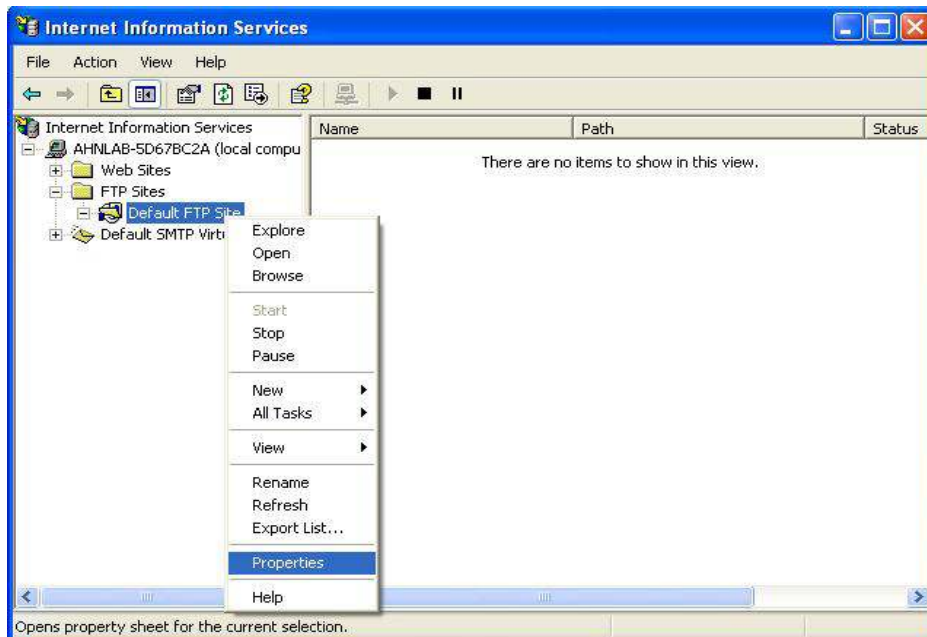 Internet Information Services
File Action View Help
Internet Information Services
Name Path Status
AHNLAB-5D67BC2A (local compu
There are no items to show in this view.
Web Sites
FTP Sites
Default FTP Site
Default SMTP Virtu
Explore
Open
Browse
Start
Stop
Pause
New
All Tasks
View
Rename
Refresh
Export List...
Properties
Help
Opens property sheet for the current selection.